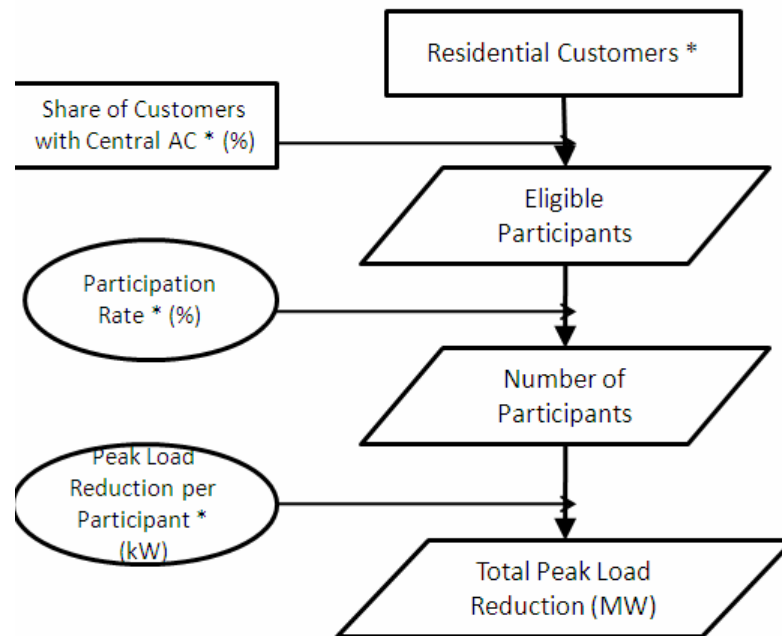 Residential Customers *
Share of Customers
with Central AC * (%)
Eligible
Participants
Participation
Rate * (%)
Number of
Participants
Peak Load
Reduction per
Participant *
(kW)
Total Peak Load
Reduction (MW)